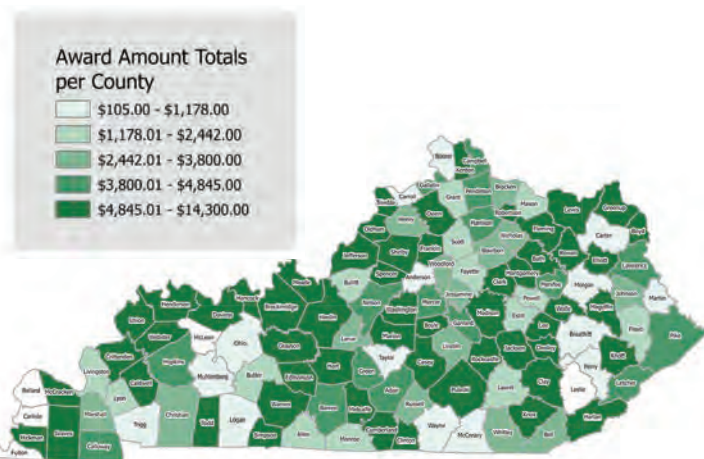 Award Amount Totals
per County
$105.00 - $1,178.00
$1,178.01 - $2,442.00
$2,442.01 - $3,800.00
$3,800.01 - $4,845.00
$4,845.01 - $14,300.00
Boone
Kenton
Campbell
Gallatin
Carroll
Trimble
Grant
Pendleton
Bracken
Mason
Robertson
Lewis
Greenup
Boyd
Carter
Fleming
Rowan
Elliott
Lawrence
Oldham
Henry
Owen
Harrison
Nicholas
Scott
Bourbon
Bath
Jefferson
Shelby
Franklin
Woodford
Fayette
Clark
Montgomery
Menifee
Morgan
Johnson
Martin
Spencer
Anderson
Bullitt
Nelson
Washington
Mercer
Jessamine
Madison
Estill
Powell
Wolfe
Magoffin
Floyd
Pike
Meade
Hancock
Breckinridge
Hardin
Larue
Marion
Boyle
Garrard
Lincoln
Rockcastle
Jackson
Lee
Owsley
Breathitt
Knott
Perry
Letcher
Leslie
Harlan
Clay
Laurel
Knox
Bell
Whitley
McCreary
Pulaski
Wayne
Casey
Taylor
Green
Adair
Russell
Clinton
Cumberland
Metcalfe
Monroe
Barren
Hart
Grayson
Edmonson
Warren
Allen
Simpson
Butler
Ohio
Daviess
Henderson
Union
Webster
McLean
Hopkins
Muhlenberg
Logan
Todd
Christian
Trigg
Caldwell
Crittenden
Livingston
Lyon
Marshall
Calloway
Graves
McCracken
Ballard
Carlisle
Hickman
Fulton